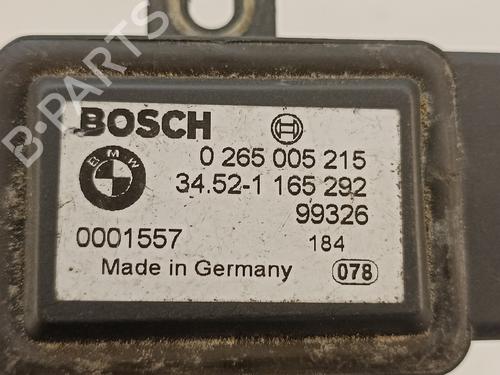 B-PARTS
BOSCH
BMW
0 265 005 215
34.52-1 165 292
99326
0001557
184
Made in Germany
078